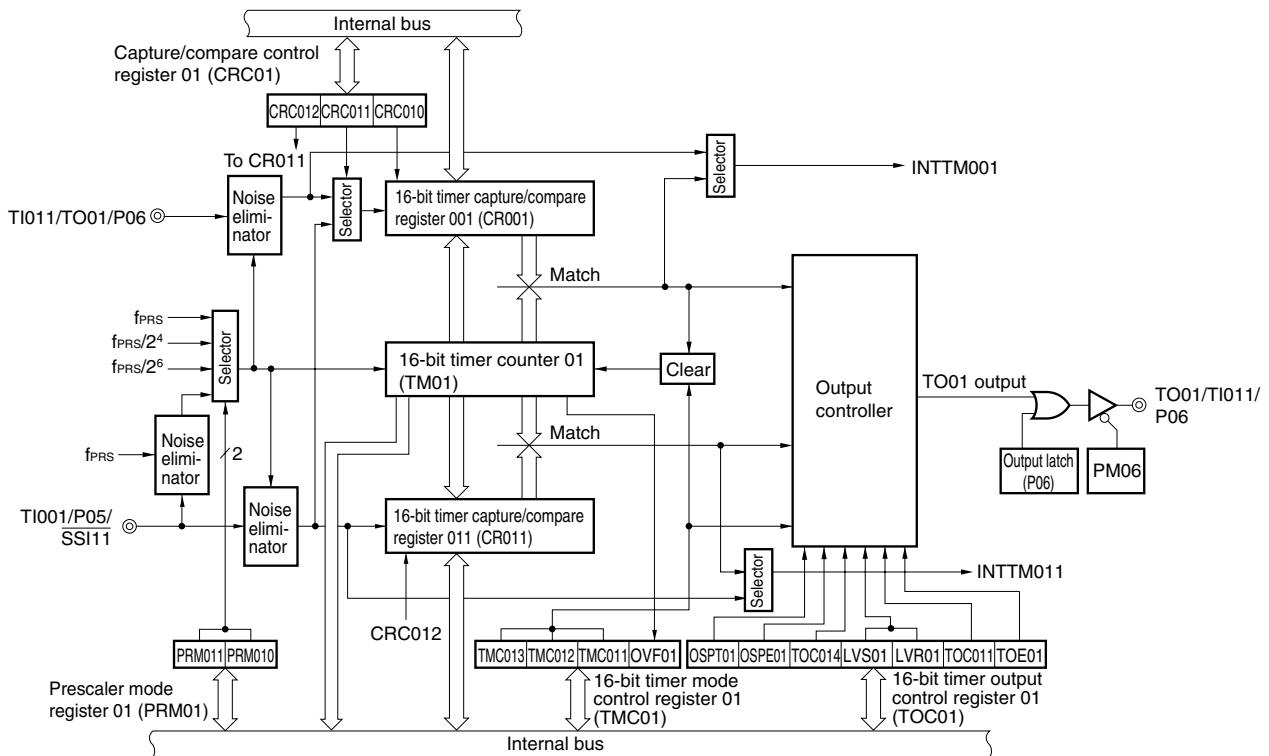 Internal bus
Capture/compare control
register 01 (CRC01)
CRC012 CRC011 CRC010
To CR011
Selector
INTTM001
Noise
elimi-
nator
Selector
16-bit timer capture/compare
register 001 (CR001)
TI011/TO01/P06
Match
fPRS
fPRS/2⁴
fPRS/2⁶
Selector
16-bit timer counter 01
(TM01)
Clear
Output
controller
TO01 output
TO01/TI011/
P06
Match
fPRS
Noise
elimi-
nator
2
Output latch
(P06)
PM06
TI001/P05/
SSI11
Noise
elimi-
nator
16-bit timer capture/compare
register 011 (CR011)
Selector
INTTM011
CRC012
PRM011 PRM010
TMC013 TMC012 TMC011 OVF01
OSPT01 OSPE01 TOC014 LVS01 LVR01 TOC011 TOE01
Prescaler mode
register 01 (PRM01)
16-bit timer mode
control register 01
(TMC01)
16-bit timer output
control register 01
(TOC01)
Internal bus